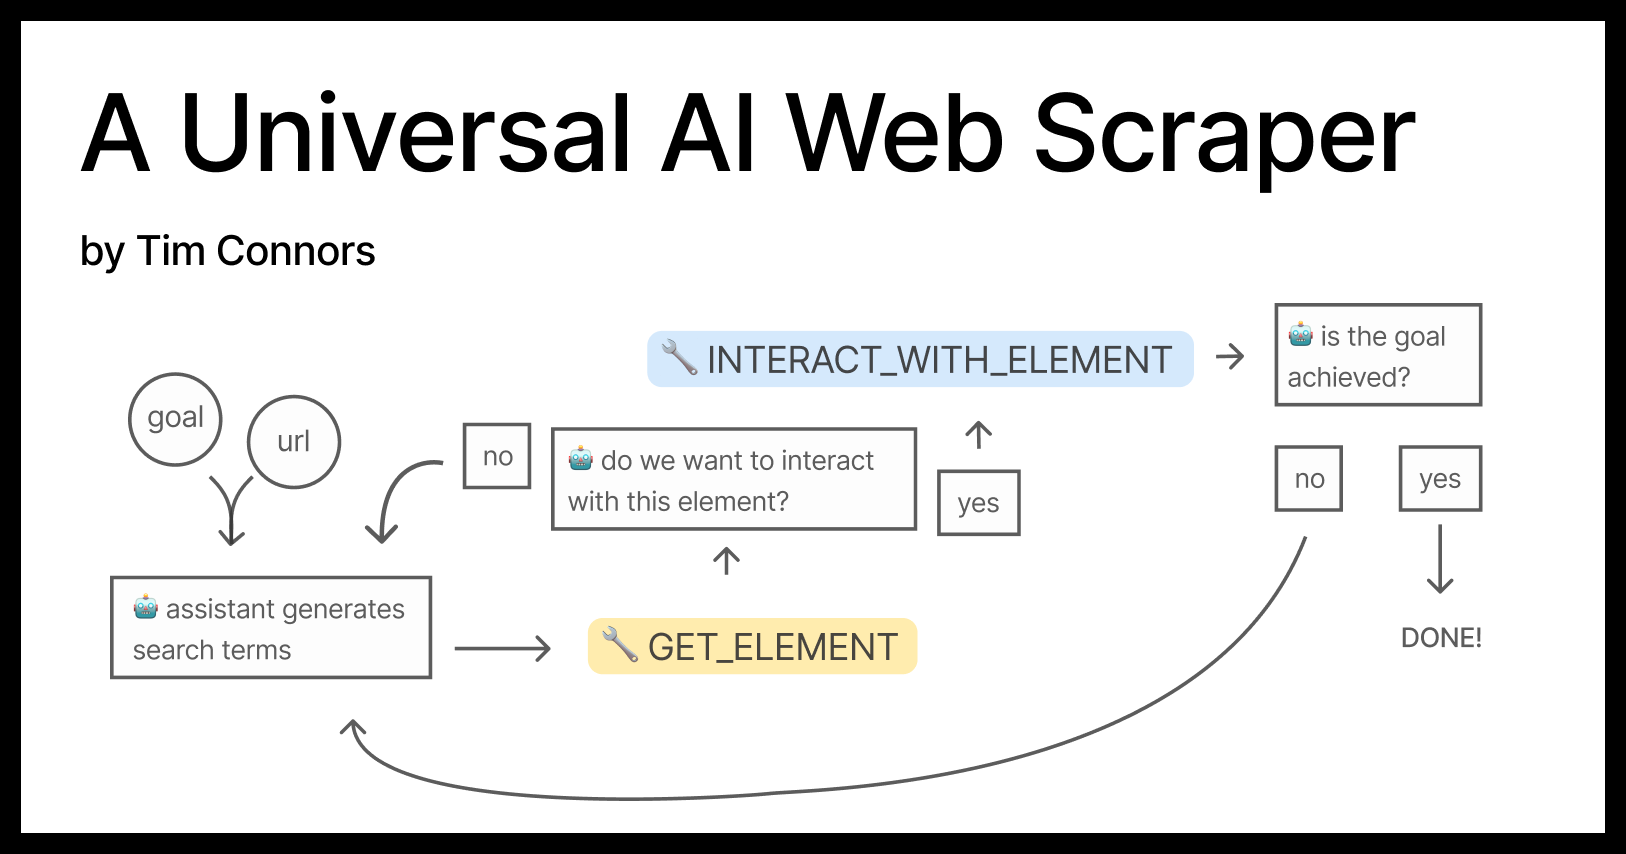 A Universal AI Web Scraper
by Tim Connors
goal
url
assistant generates
search terms
GET_ELEMENT
do we want to interact
with this element?
no
yes
INTERACT_WITH_ELEMENT
is the goal
achieved?
no
yes
DONE!